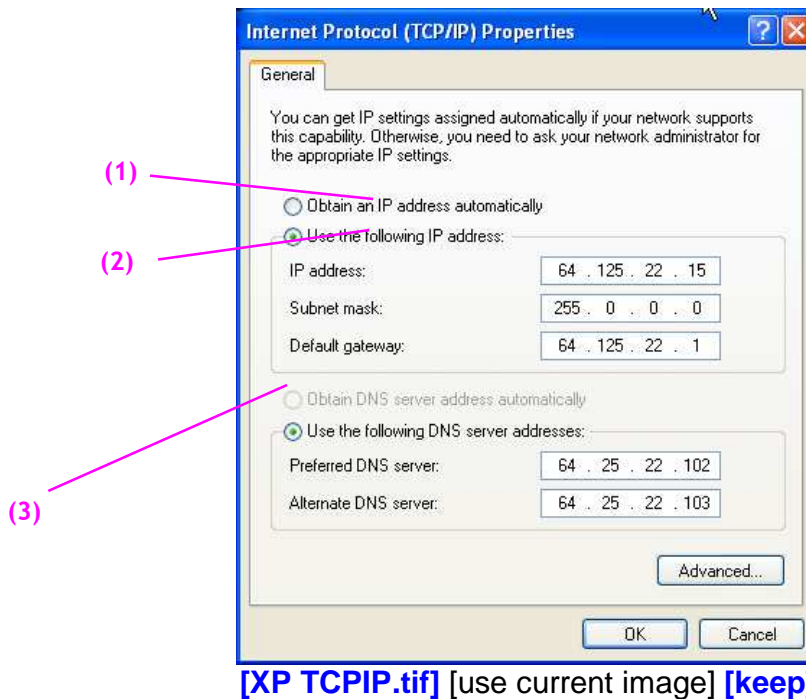 Internet Protocol (TCP/IP) Properties
General
You can get IP settings assigned automatically if your network supports
this capability. Otherwise, you need to ask your network administrator for
the appropriate IP settings.
(1)
Obtain an IP address automatically
(2)
Use the following IP address:
IP address: 64 . 125 . 22 . 15
Subnet mask: 255 . 0 . 0 . 0
Default gateway: 64 . 125 . 22 . 1
(3)
Obtain DNS server address automatically
Use the following DNS server addresses:
Preferred DNS server: 64 . 25 . 22 . 102
Alternate DNS server: 64 . 25 . 22 . 103
Advanced...
OK Cancel
[XP TCPIP.tif] [use current image] [keep